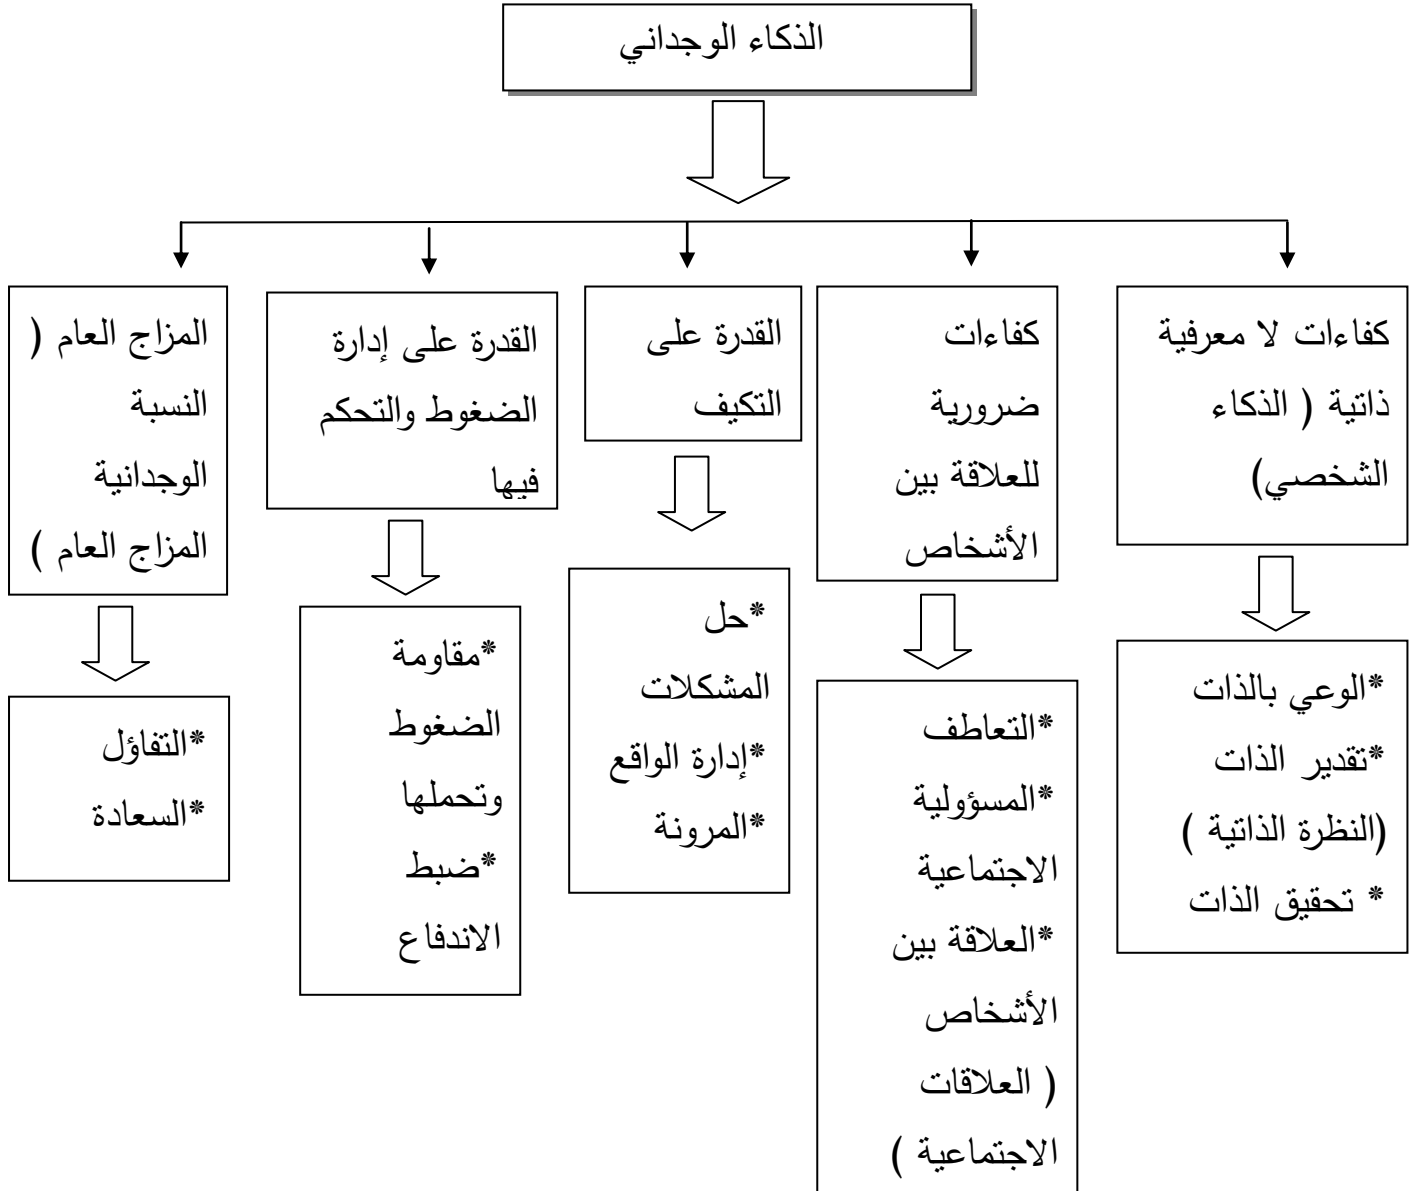 الذكاء الوجداني
كفاءات لا معرفية
ذاتية ( الذكاء
الشخصي)
كفاءات
ضرورية
للعلاقة بين
الأشخاص
القدرة على
التكيف
القدرة على إدارة
الضغوط والتحكم
فيها
المزاج العام (
النسبة
الوجدانية
المزاج العام )
*الوعي بالذات
*تقدير الذات
(النظرة الذاتية )
* تحقيق الذات
*التعاطف
*المسؤولية
الاجتماعية
*العلاقة بين
الأشخاص
( العلاقات
الاجتماعية )
*حل
المشكلات
*إدارة الواقع
*المرونة
*مقاومة
الضغوط
وتحملها
*ضبط
الاندفاع
*التفاؤل
*السعادة